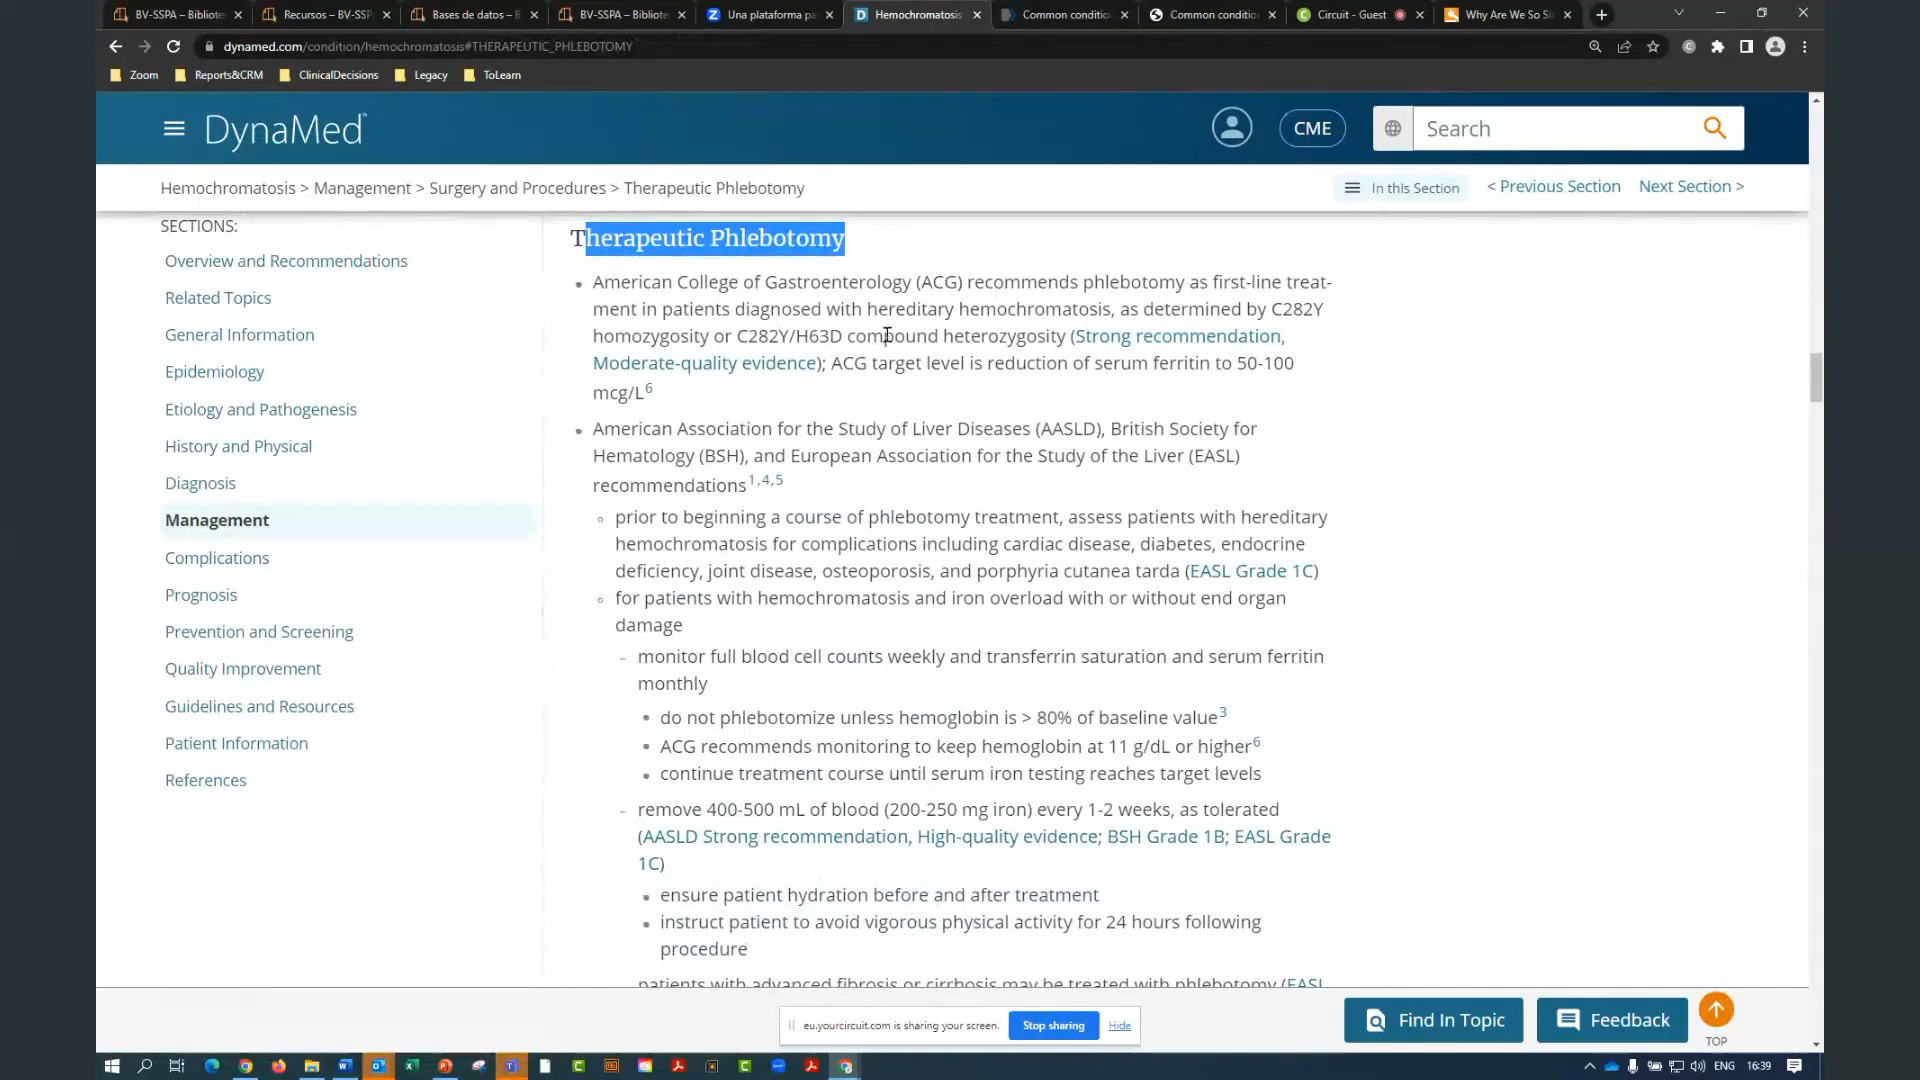 BV-SSPA – Bibliote
Recursos – BV-SSP
Bases de datos – B
BV-SSPA – Bibliote
Una plataforma pa
Hemochromatosis
Common conditio
Common conditio
Circuit - Guest
Why Are We So Sl
dynamed.com/condition/hemochromatosis#THERAPEUTIC_PHLEBOTOMY
Zoom
Reports&CRM
ClinicalDecisions
Legacy
ToLearn
DynaMed
CME
Search
Hemochromatosis > Management > Surgery and Procedures > Therapeutic Phlebotomy
In this Section
< Previous Section
Next Section >
SECTIONS:
Overview and Recommendations
Related Topics
General Information
Epidemiology
Etiology and Pathogenesis
History and Physical
Diagnosis
Management
Complications
Prognosis
Prevention and Screening
Quality Improvement
Guidelines and Resources
Patient Information
References
Therapeutic Phlebotomy
American College of Gastroenterology (ACG) recommends phlebotomy as first-line treat-
ment in patients diagnosed with hereditary hemochromatosis, as determined by C282Y
homozygosity or C282Y/H63D compound heterozygosity (Strong recommendation,
Moderate-quality evidence); ACG target level is reduction of serum ferritin to 50-100
mcg/L6
American Association for the Study of Liver Diseases (AASLD), British Society for
Hematology (BSH), and European Association for the Study of the Liver (EASL)
recommendations1,4,5
prior to beginning a course of phlebotomy treatment, assess patients with hereditary
hemochromatosis for complications including cardiac disease, diabetes, endocrine
deficiency, joint disease, osteoporosis, and porphyria cutanea tarda (EASL Grade 1C)
for patients with hemochromatosis and iron overload with or without end organ
damage
monitor full blood cell counts weekly and transferrin saturation and serum ferritin
monthly
do not phlebotomize unless hemoglobin is > 80% of baseline value3
ACG recommends monitoring to keep hemoglobin at 11 g/dL or higher6
continue treatment course until serum iron testing reaches target levels
remove 400-500 mL of blood (200-250 mg iron) every 1-2 weeks, as tolerated
(AASLD Strong recommendation, High-quality evidence; BSH Grade 1B; EASL Grade
1C)
ensure patient hydration before and after treatment
instruct patient to avoid vigorous physical activity for 24 hours following
procedure
patients with advanced fibrosis or cirrhosis may be treated with phlebotomy (EASL
eu.yourcircuit.com is sharing your screen.
Stop sharing
Hide
Find In Topic
Feedback
TOP
ENG
16:39